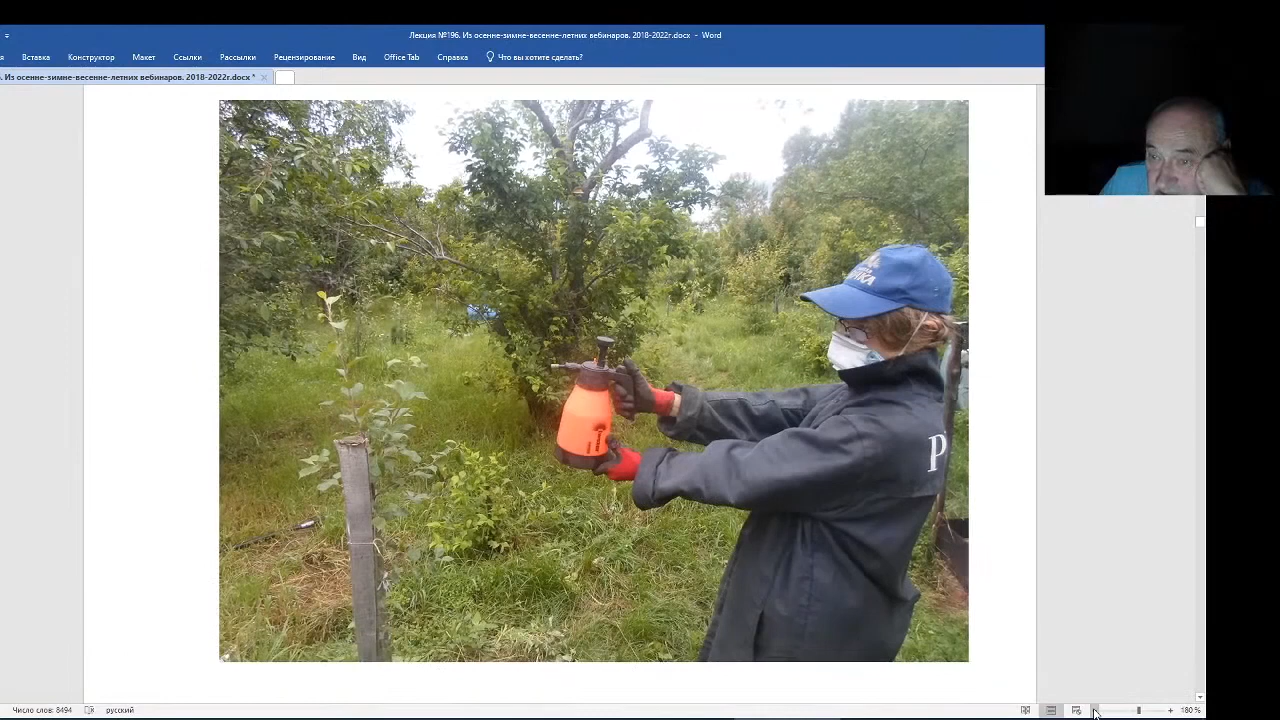 Лекция №196. Из осенне-зимне-весенне-летних вебинаров. 2018-2022г.docx - Word
Вставка Конструктор Макет Ссылки Рассылки Рецензирование Вид Office Tab Справка Что вы хотите сделать?
. Из осенне-зимне-весенне-летних вебинаров. 2018-2022г.docx *
Р
Число слов: 8494 русский 180%